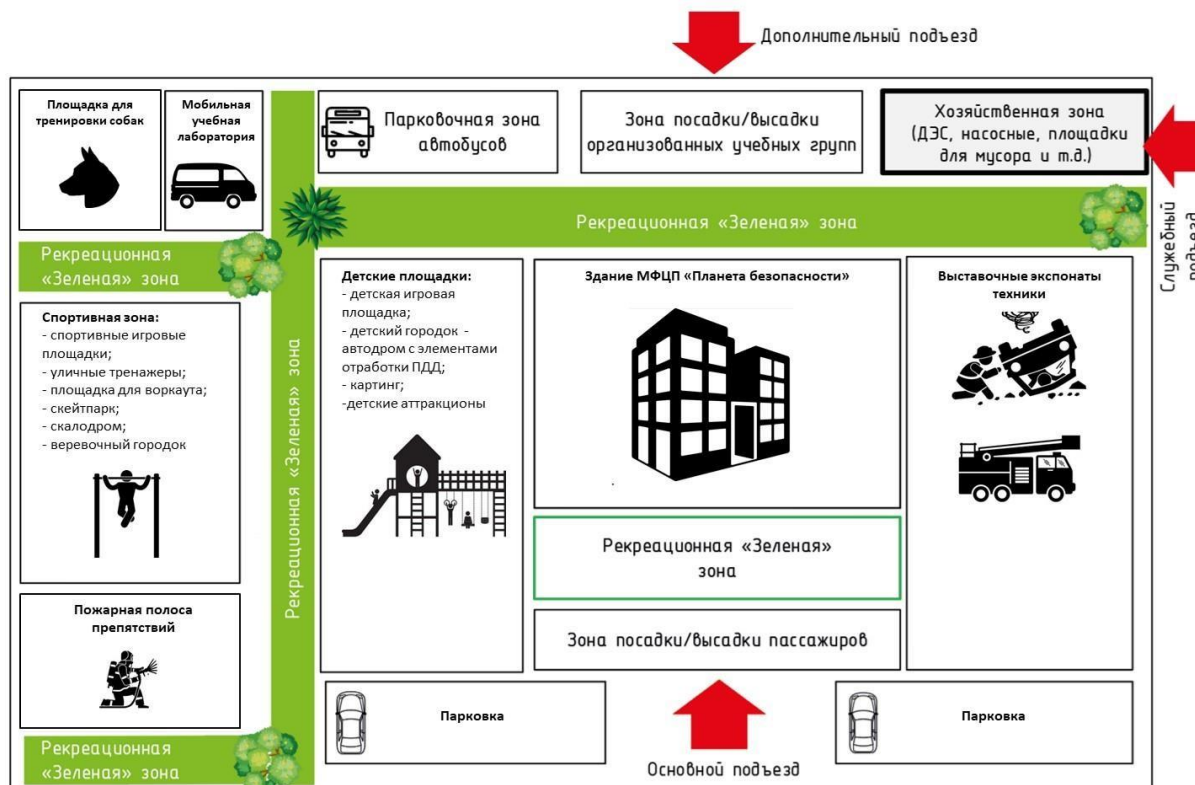 Дополнительный подъезд
Площадка для
тренировки собак
Мобильная
учебная
лаборатория
Парковочная зона
автобусов
Зона посадки/высадки
организованных учебных групп
Хозяйственная зона
(ДЭС, насосные, площадки
для мусора и т.д.)
Служебный
подъезд
Рекреационная «Зеленая» зона
Рекреационная
«Зеленая» зона
Рекреационная «Зеленая» зона
Спортивная зона:
- спортивные игровые
площадки;
- уличные тренажеры;
- площадка для воркаута;
- скейтпарк;
- скалодром;
- веревочный городок
Детские площадки:
- детская игровая
площадка;
- детский городок -
автодром с элементами
отработки ПДД;
- картинг;
-детские аттракционы
Здание МФЦП «Планета безопасности»
Выставочные экспонаты
техники
Рекреационная «Зеленая»
зона
Зона посадки/высадки пассажиров
Пожарная полоса
препятствий
Парковка
Парковка
Рекреационная
«Зеленая» зона
Основной подъезд